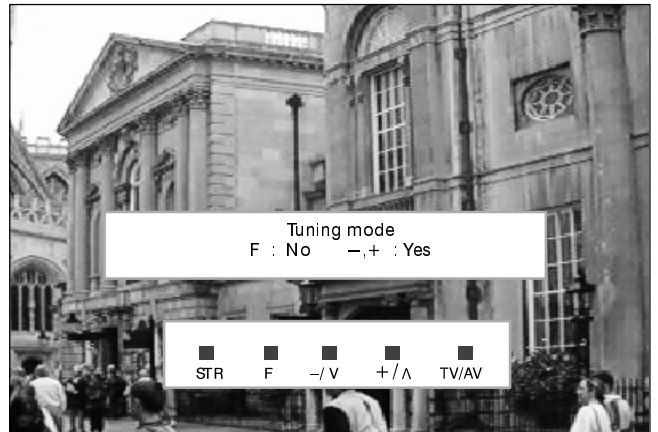 Tuning mode
F : No −,+ : Yes
STR F −/ V +/ Λ TV/AV